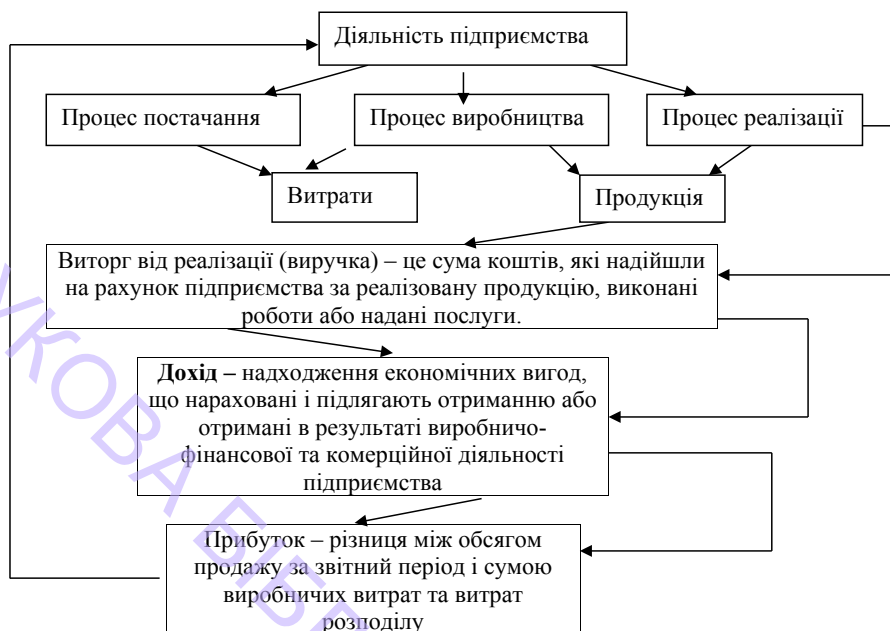 Діяльність підприємства
Процес постачання
Процес виробництва
Процес реалізації
Витрати
Продукція
Виторг від реалізації (виручка) – це сума коштів, які надійшли
на рахунок підприємства за реалізовану продукцію, виконані
роботи або надані послуги.
Дохід – надходження економічних вигод,
що нараховані і підлягають отриманню або
отримані в результаті виробничо-
фінансової та комерційної діяльності
підприємства
Прибуток – різниця між обсягом
продажу за звітний період і сумою
виробничих витрат та витрат
розподілу